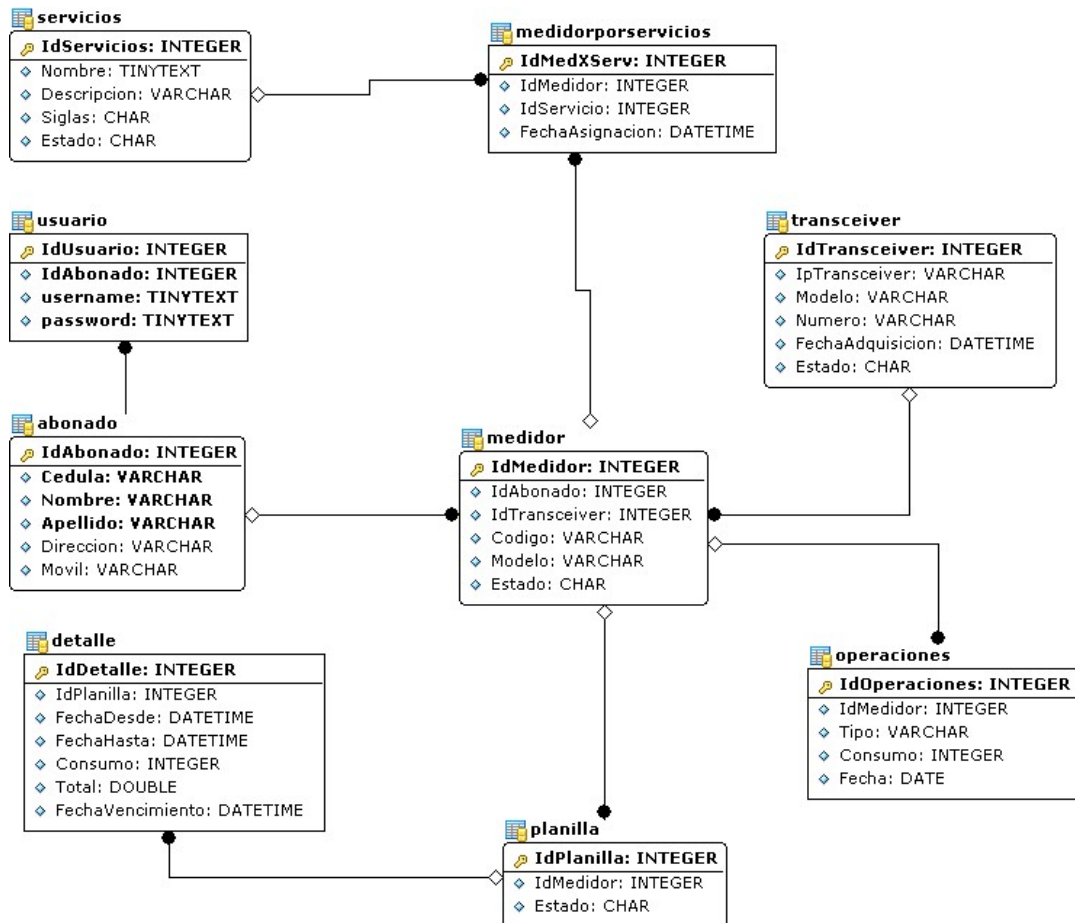 servicios
IdServicios: INTEGER
Nombre: TINYTEXT
Descripcion: VARCHAR
Siglas: CHAR
Estado: CHAR
medidorporservicios
IdMedXServ: INTEGER
IdMedidor: INTEGER
IdServicio: INTEGER
FechaAsignacion: DATETIME
usuario
IdUsuario: INTEGER
IdAbonado: INTEGER
username: TINYTEXT
password: TINYTEXT
transceiver
IdTransceiver: INTEGER
IpTransceiver: VARCHAR
Modelo: VARCHAR
Numero: VARCHAR
FechaAdquisicion: DATETIME
Estado: CHAR
abonado
IdAbonado: INTEGER
Cedula: VARCHAR
Nombre: VARCHAR
Apellido: VARCHAR
Direccion: VARCHAR
Movil: VARCHAR
medidor
IdMedidor: INTEGER
IdAbonado: INTEGER
IdTransceiver: INTEGER
Codigo: VARCHAR
Modelo: VARCHAR
Estado: CHAR
detalle
IdDetalle: INTEGER
IdPlanilla: INTEGER
FechaDesde: DATETIME
FechaHasta: DATETIME
Consumo: INTEGER
Total: DOUBLE
FechaVencimiento: DATETIME
operaciones
IdOperaciones: INTEGER
IdMedidor: INTEGER
Tipo: VARCHAR
Consumo: INTEGER
Fecha: DATE
planilla
IdPlanilla: INTEGER
IdMedidor: INTEGER
Estado: CHAR